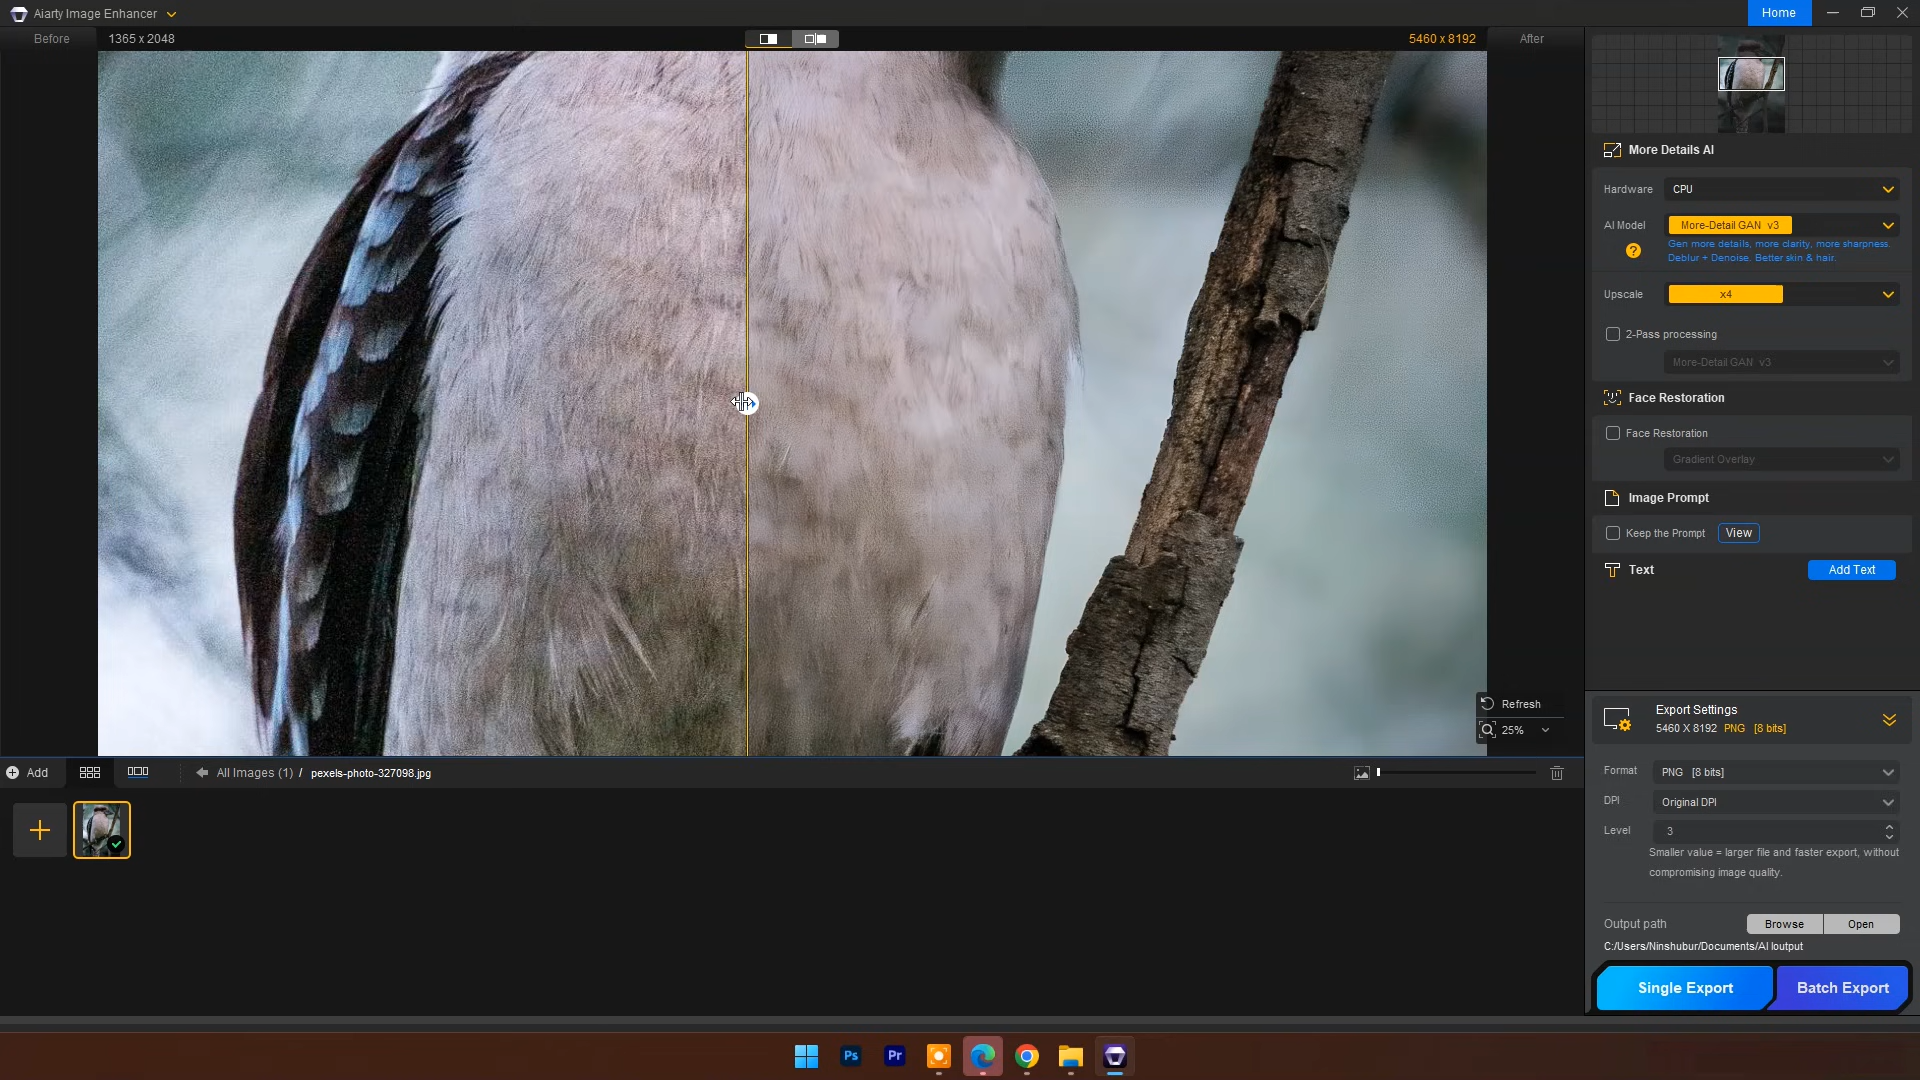 Aiarty Image Enhancer
Home
Before
1365 x 2048
5460 x 8192
After
More Details AI
Hardware
CPU
AI Model
More-Detail GAN v3
Gen more details, more clarity, more sharpness.
Deblur + Denoise. Better skin & hair.
?
Upscale
x4
2-Pass processing
More-Detail GAN v3
Face Restoration
Face Restoration
Gradient Overlay
Image Prompt
Keep the Prompt
View
Text
Add Text
Refresh
25%
Export Settings
5460 X 8192 PNG [8 bits]
Add
All Images (1) / pexels-photo-327098.jpg
Format
PNG [8 bits]
DPI
Original DPI
Level
3
Smaller value = larger file and faster export, without
compromising image quality.
Output path
Browse
Open
C:/Users/Ninshubur/Documents/AI Ioutput
Single Export
Batch Export
Ps
Pr